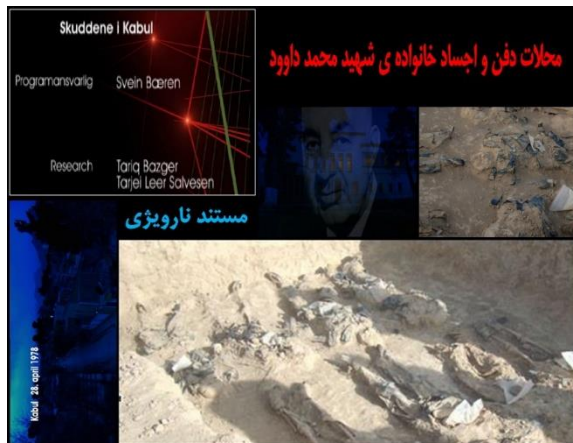 Skuddene i Kabul
Programansvarlig Svein Bæren
Research Tariq Bazger
Tarjei Leer Salvesen
محلات دفن و اجساد خانواده ی شهید محمد داوود
مستند نارویژی
Kabul 28. april 1978